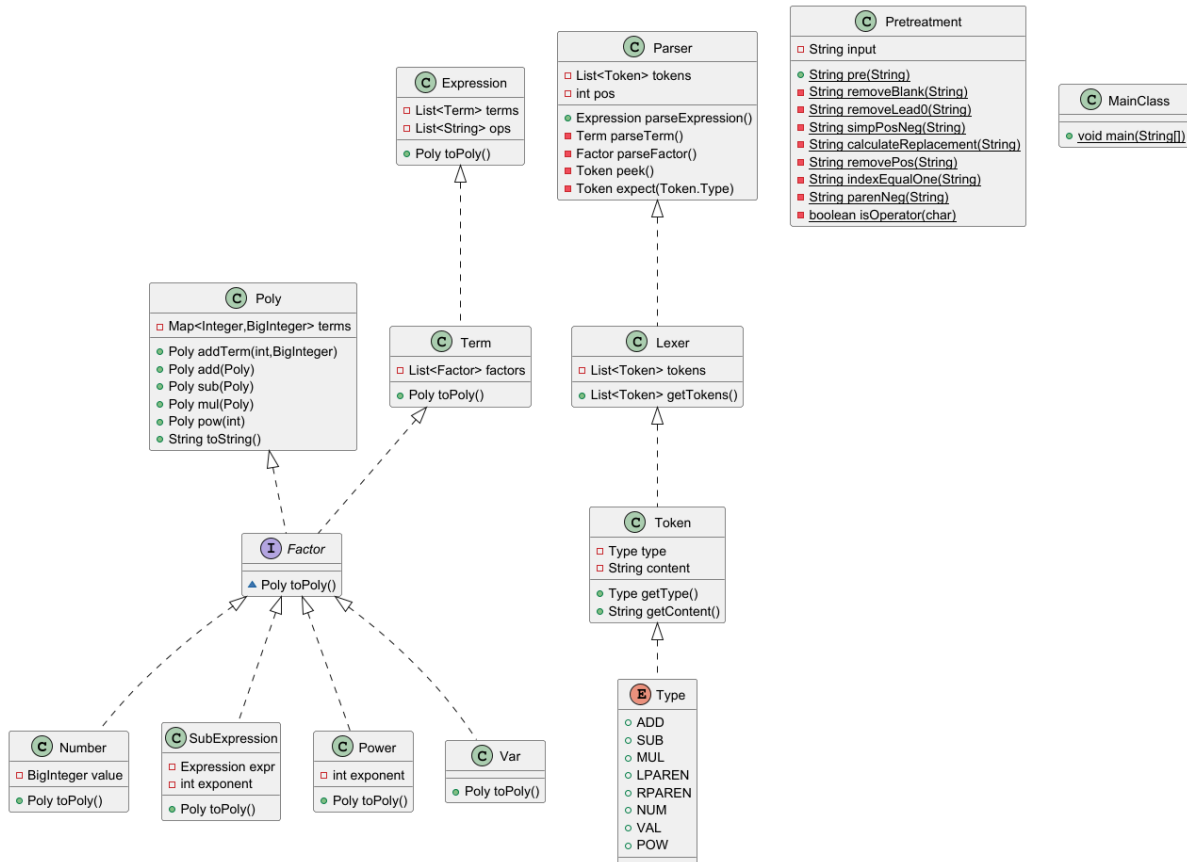 C Expression
List<Term> terms
List<String> ops
Poly toPoly()
C Parser
List<Token> tokens
int pos
Expression parseExpression()
Term parseTerm()
Factor parseFactor()
Token peek()
Token expect(Token.Type)
C Pretreatment
String input
String pre(String)
String removeBlank(String)
String removeLead0(String)
String simpPosNeg(String)
String calculateReplacement(String)
String removePos(String)
String indexEqualOne(String)
String parenNeg(String)
boolean isOperator(char)
C MainClass
void main(String[])
C Poly
Map<Integer,BigInteger> terms
Poly addTerm(int,BigInteger)
Poly add(Poly)
Poly sub(Poly)
Poly mul(Poly)
Poly pow(int)
String toString()
C Term
List<Factor> factors
Poly toPoly()
C Lexer
List<Token> tokens
List<Token> getTokens()
I Factor
Poly toPoly()
C Token
Type type
String content
Type getType()
String getContent()
C Number
BigInteger value
Poly toPoly()
C SubExpression
Expression expr
int exponent
Poly toPoly()
C Power
int exponent
Poly toPoly()
C Var
Poly toPoly()
E Type
ADD
SUB
MUL
LPAREN
RPAREN
NUM
VAL
POW